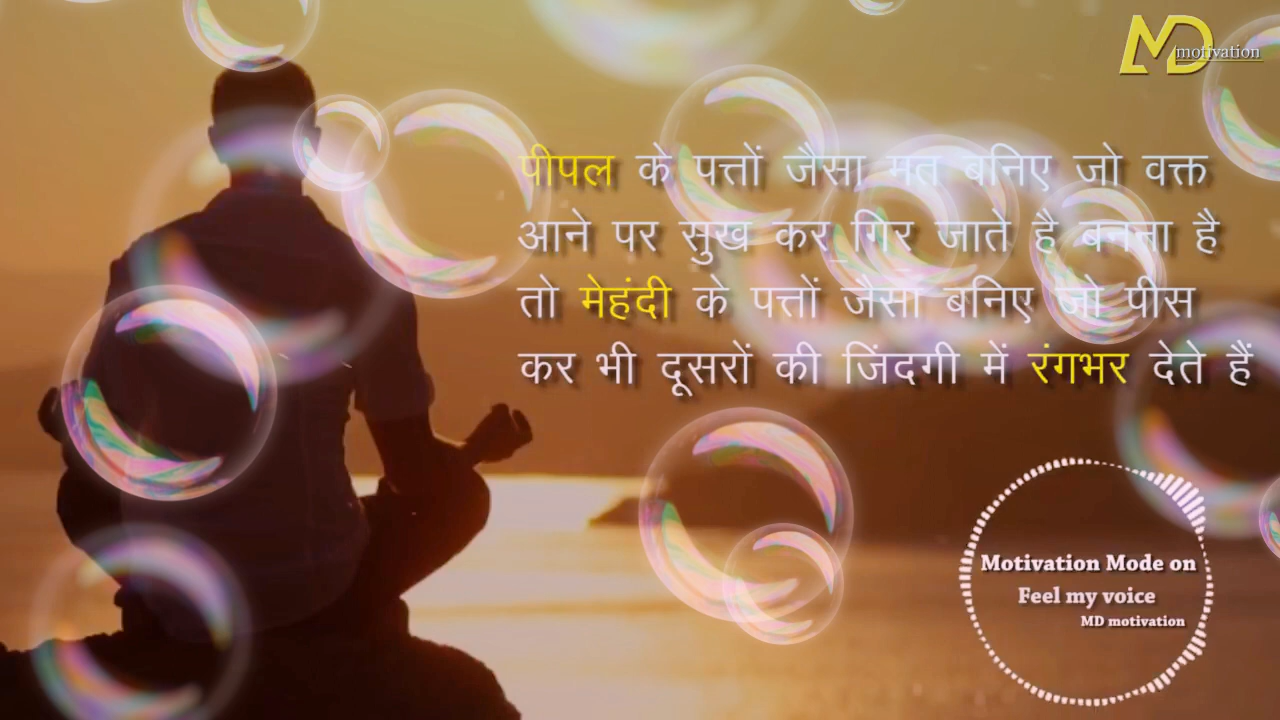 MD motivation
पीपल के पत्तों जैसा मत बनिए जो वक्त
आने पर सुख कर गिर जाते है बनना है
तो मेहंदी के पत्तों जैसा बनिए जो पीस
कर भी दूसरों की जिंदगी में रंगभर देते हैं
Motivation Mode on
Feel my voice
MD motivation